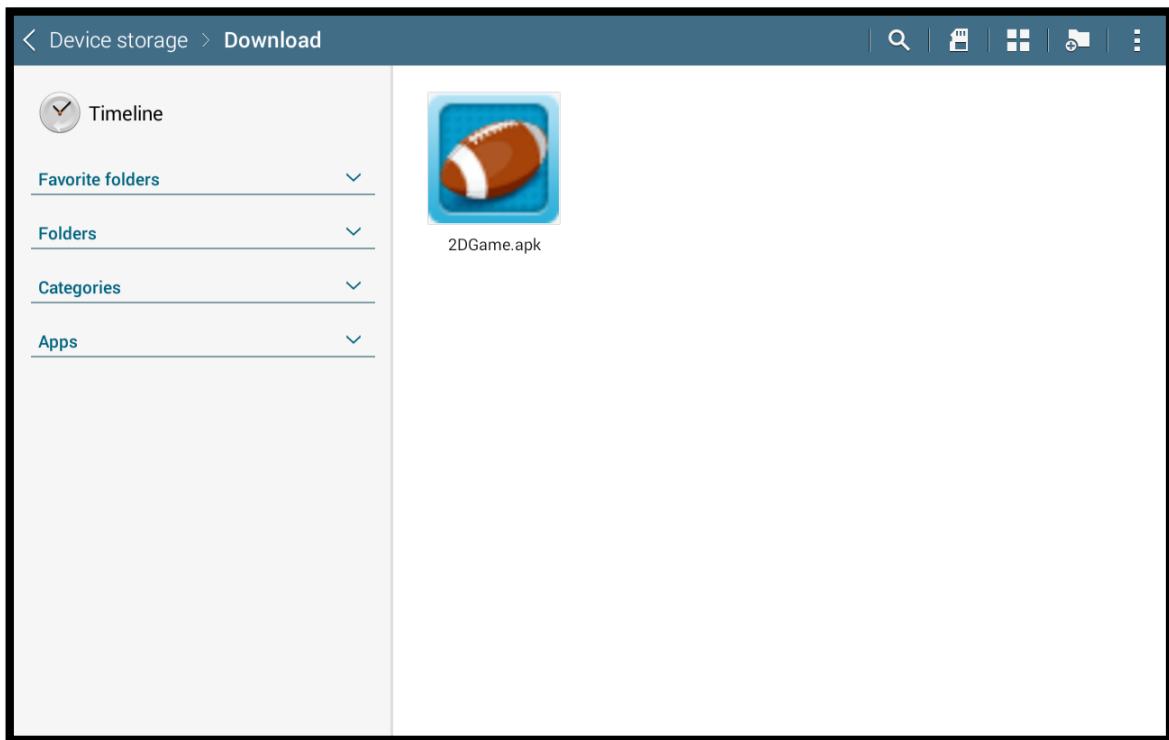 Device storage > Download
Timeline
Favorite folders
Folders
Categories
Apps
2DGame.apk